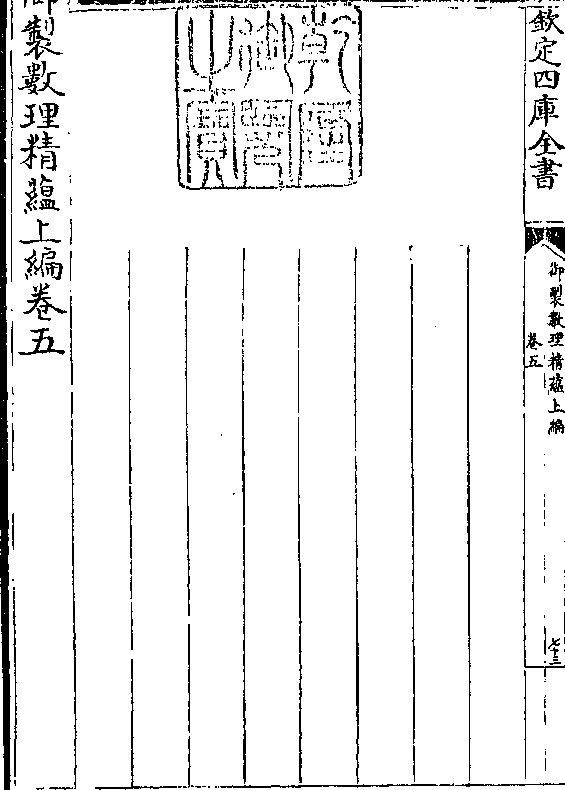 欽定四庫全書
御製數理精蘊上編
卷五
七十三
乾隆御覽之寶
御製數理精蘊上編卷五